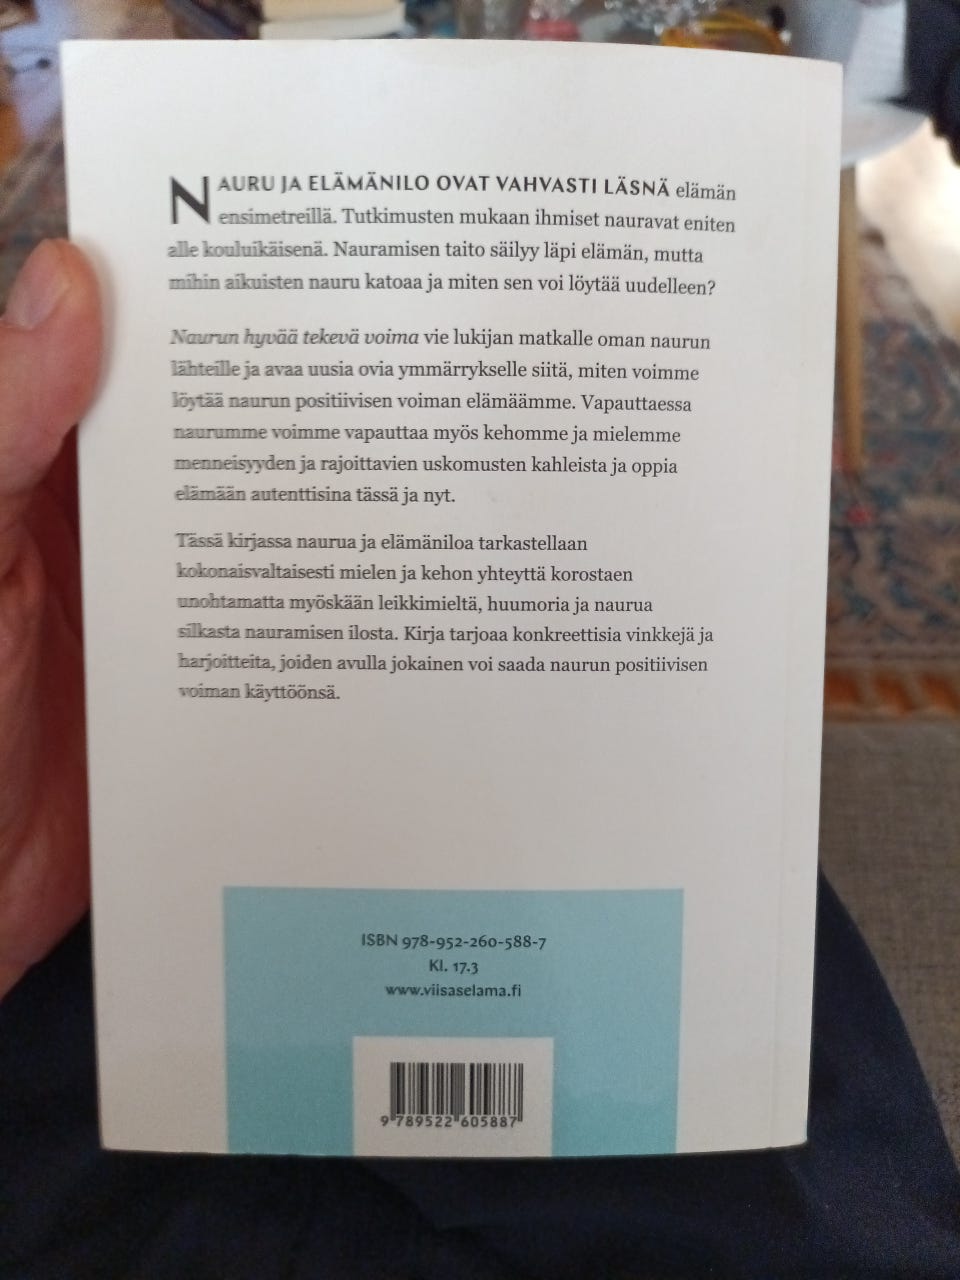 NAURU JA ELÄMÄNILO OVAT VAHVASTI LÄSNÄ elämän
ensimetreillä. Tutkimusten mukaan ihmiset nauravat eniten
alle kouluikäisenä. Nauramisen taito säilyy läpi elämän, mutta
mihin aikuisten nauru katoaa ja miten sen voi löytää uudelleen?
Naurun hyvää tekevä voima vie lukijan matkalle oman naurun
lähteille ja avaa uusia ovia ymmärrykselle siitä, miten voimme
löytää naurun positiivisen voiman elämäämme. Vapauttaessa
naurumme voimme vapauttaa myös kehomme ja mielemme
menneisyyden ja rajoittavien uskomusten kahleista ja oppia
elämään autenttisina tässä ja nyt.
Tässä kirjassa naurua ja elämäniloa tarkastellaan
kokonaisvaltaisesti mielen ja kehon yhteyttä korostaen
unohtamatta myöskään leikkimieltä, huumoria ja naurua
silkasta nauramisen ilosta. Kirja tarjoaa konkreettisia vinkkejä ja
harjoitteita, joiden avulla jokainen voi saada naurun positiivisen
voiman käyttöönsä.
ISBN 978-952-260-588-7
Kl. 17.3
www.viisaselama.fi
9 789522 605887